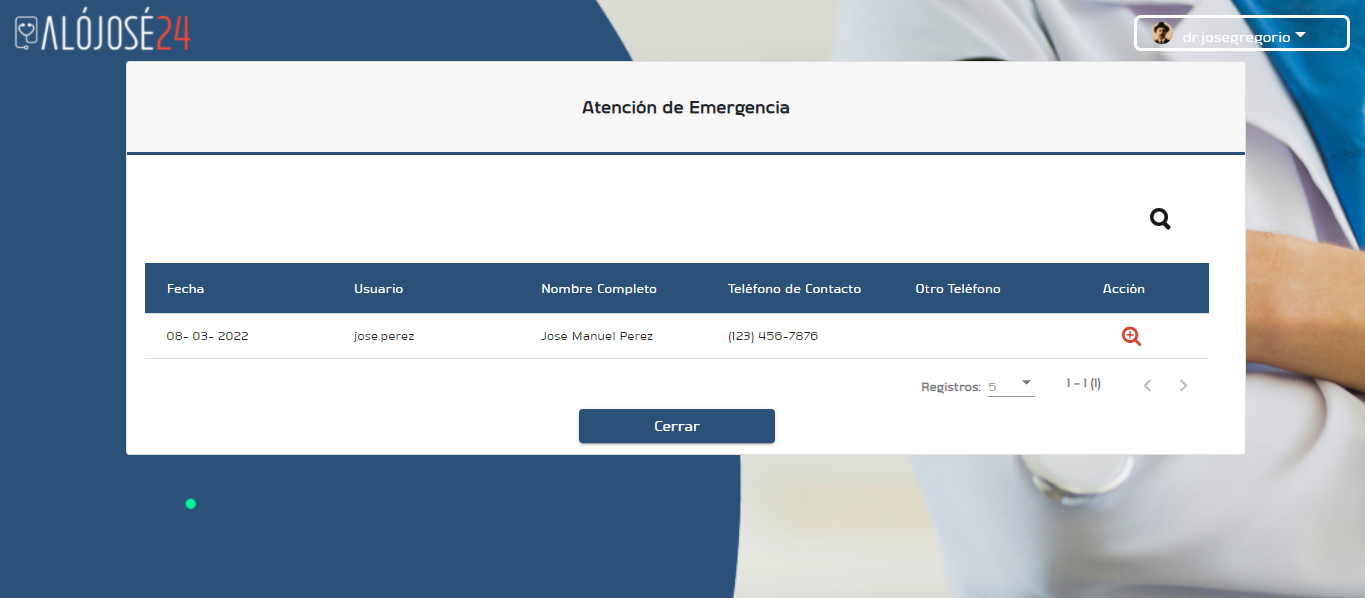 ALÓJOSÉ24
dr.josegregorio
Atención de Emergencia
Fecha Usuario Nombre Completo Teléfono de Contacto Otro Teléfono Acción
08- 03- 2022 jose.perez José Manuel Perez (123) 456-7876
Registros: 5 1 - 1 (1)
Cerrar